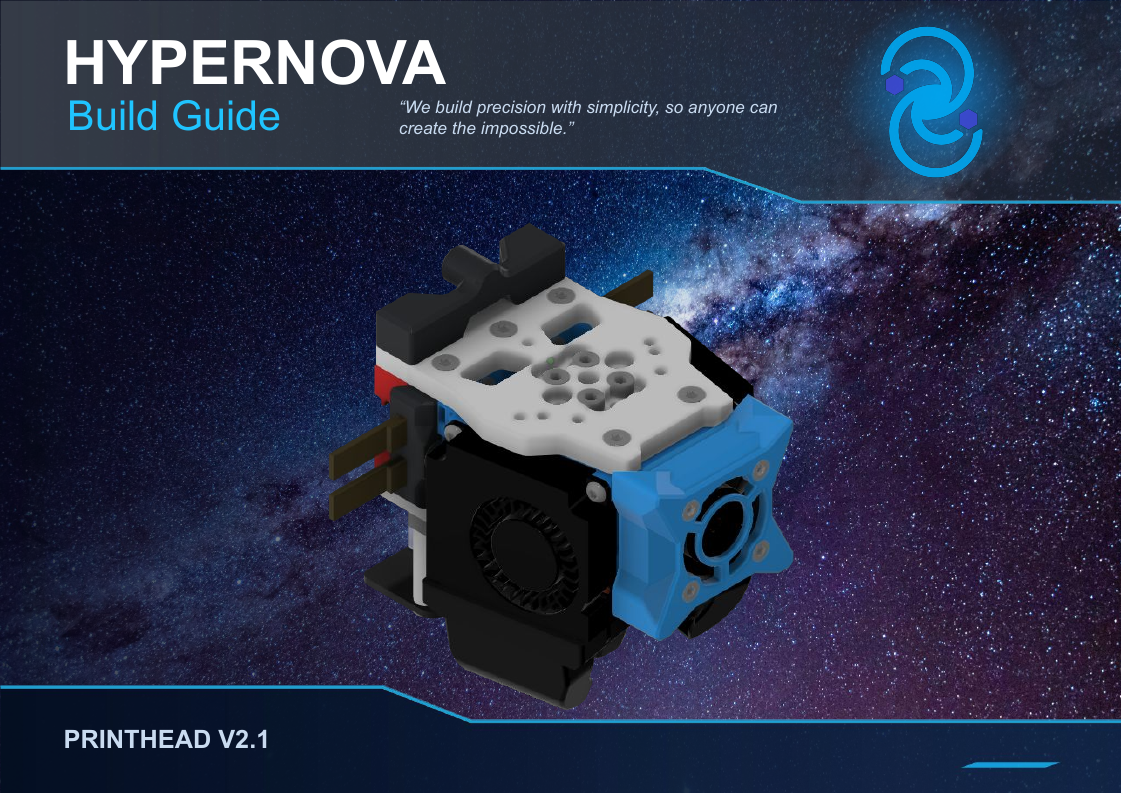 HYPERNOVA
Build Guide
“We build precision with simplicity, so anyone can
create the impossible.”
PRINTHEAD V2.1